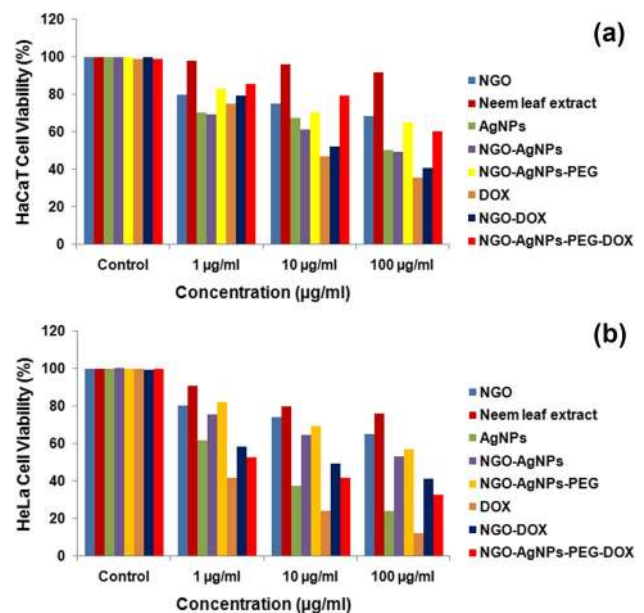 (a)
120
100
80
60
40
20
0
HaCaT Cell Viability (%)
Control
1 µg/ml
10 µg/ml
100 µg/ml
Concentration (µg/ml)
NGO
Neem leaf extract
AgNPs
NGO-AgNPs
NGO-AgNPs-PEG
DOX
NGO-DOX
NGO-AgNPs-PEG-DOX
(b)
120
100
80
60
40
20
0
HeLa Cell Viability (%)
Control
1 µg/ml
10 µg/ml
100 µg/ml
Concentration (µg/ml)
NGO
Neem leaf extract
AgNPs
NGO-AgNPs
NGO-AgNPs-PEG
DOX
NGO-DOX
NGO-AgNPs-PEG-DOX